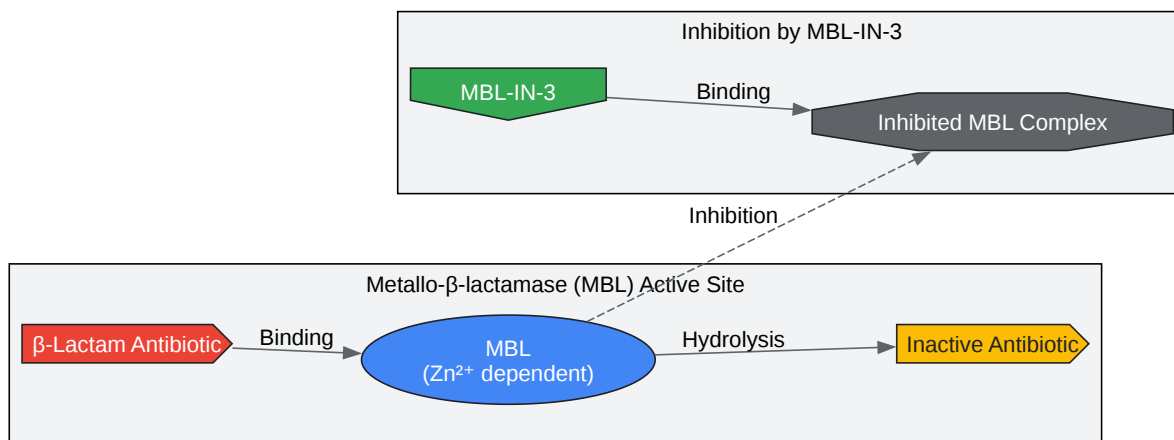 Inhibition by MBL-IN-3
MBL-IN-3
Binding
Inhibited MBL Complex
Inhibition
Metallo-β-lactamase (MBL) Active Site
β-Lactam Antibiotic
Binding
MBL
(Zn²⁺ dependent)
Hydrolysis
Inactive Antibiotic